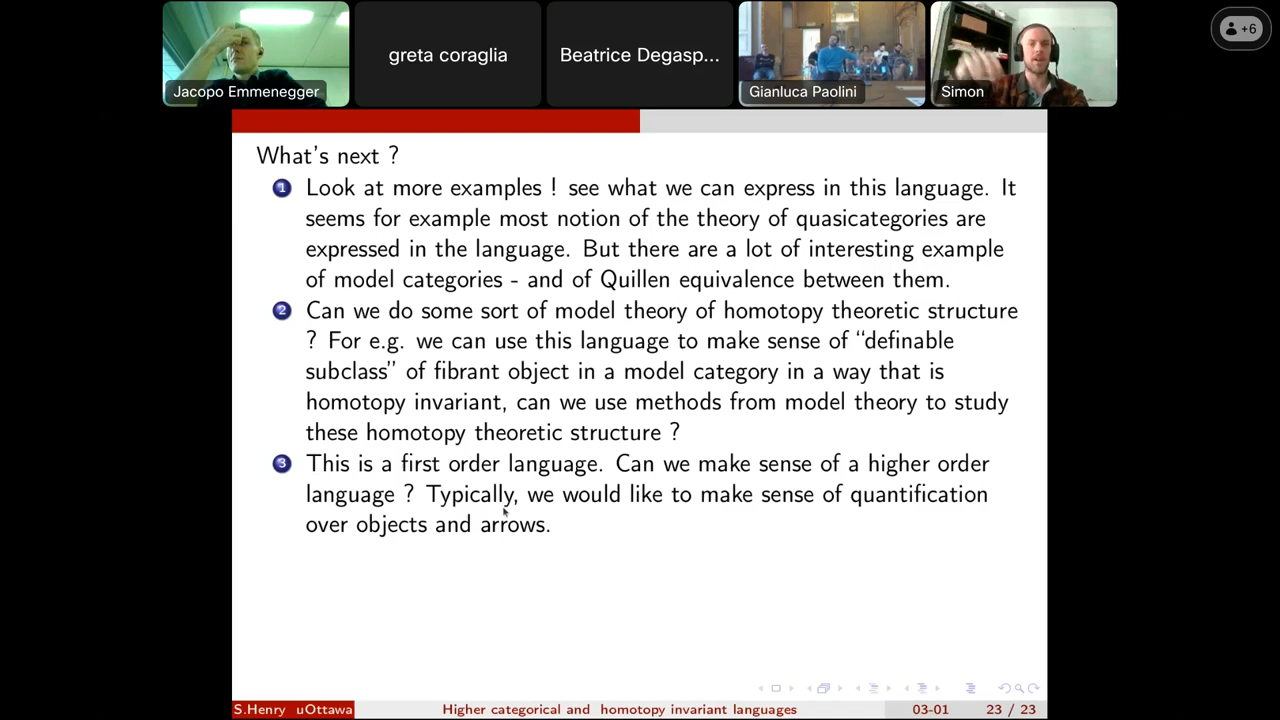 +6
greta coraglia
Beatrice Degasp...
Jacopo Emmenegger
Gianluca Paolini
Simon
What's next ?
1 Look at more examples ! see what we can express in this language. It
seems for example most notion of the theory of quasicategories are
expressed in the language. But there are a lot of interesting example
of model categories - and of Quillen equivalence between them.
2 Can we do some sort of model theory of homotopy theoretic structure
? For e.g. we can use this language to make sense of “definable
subclass” of fibrant object in a model category in a way that is
homotopy invariant, can we use methods from model theory to study
these homotopy theoretic structure ?
3 This is a first order language. Can we make sense of a higher order
language ? Typically, we would like to make sense of quantification
over objects and arrows.
S.Henry uOttawa
Higher categorical and homotopy invariant languages
03-01
23 / 23